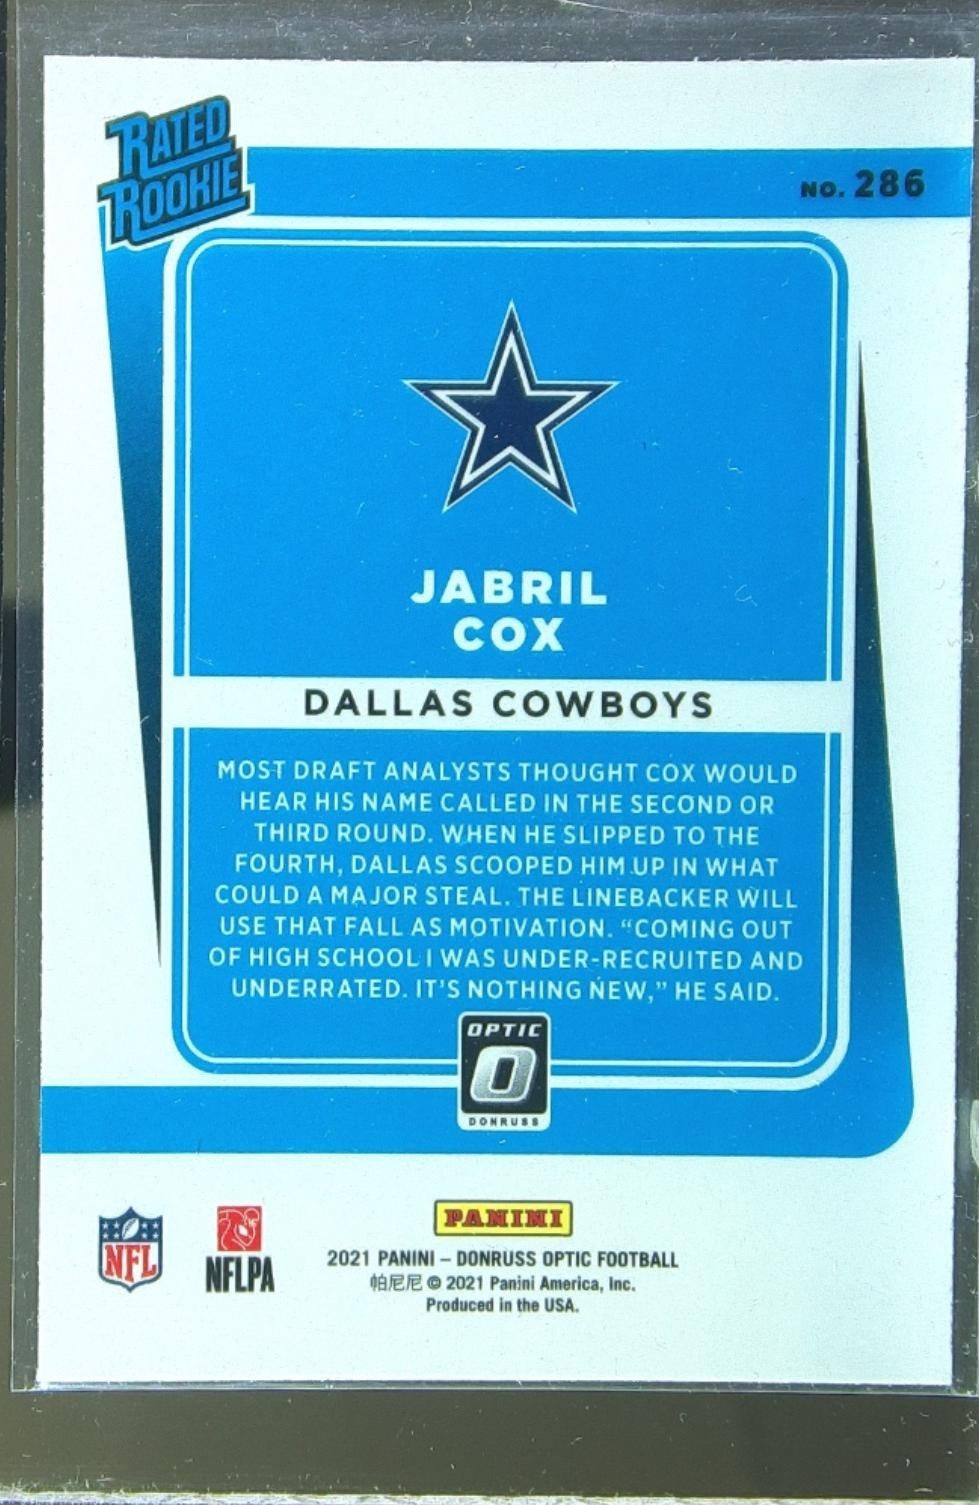 RATED
ROOKIE
NO. 286
JABRIL
COX
DALLAS COWBOYS
MOST DRAFT ANALYSTS THOUGHT COX WOULD
HEAR HIS NAME CALLED IN THE SECOND OR
THIRD ROUND. WHEN HE SLIPPED TO THE
FOURTH, DALLAS SCOOPED HIM UP IN WHAT
COULD A MAJOR STEAL. THE LINEBACKER WILL
USE THAT FALL AS MOTIVATION. “COMING OUT
OF HIGH SCHOOL I WAS UNDER-RECRUITED AND
UNDERRATED. IT'S NOTHING NEW,” HE SAID.
OPTIC
O
DONRUSS
NFL
NFLPA
PANINI
2021 PANINI – DONRUSS OPTIC FOOTBALL
帕尼尼 © 2021 Panini America, Inc.
Produced in the USA.